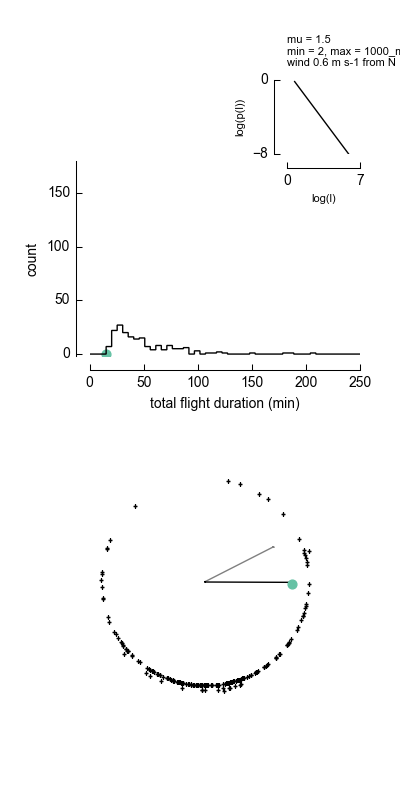 mu = 1.5
min = 2, max = 1000_m
wind 0.6 m s-1 from N
0
log(p(l))
−8
0 7
log(l)
150
100
count
50
0
0 50 100 150 200 250
total flight duration (min)